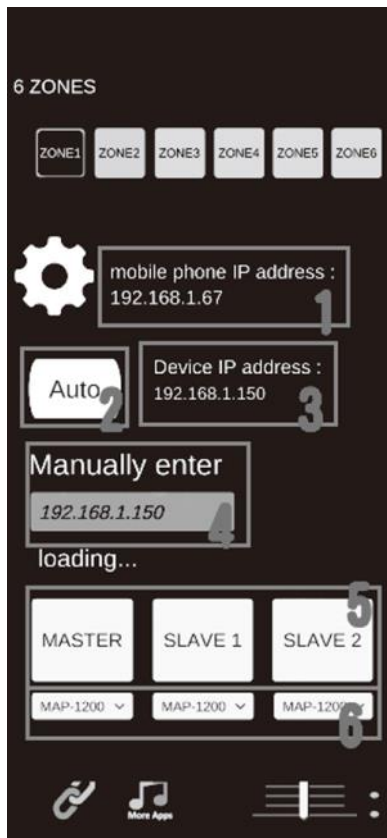 6 ZONES
ZONE1 ZONE2 ZONE3 ZONE4 ZONE5 ZONE6
mobile phone IP address :
192.168.1.67
1
Auto
2
Device IP address :
192.168.1.150
3
Manually enter
192.168.1.150
4
loading...
5
MASTER SLAVE 1 SLAVE 2
MAP-1200 MAP-1200 MAP-1200
6
More Apps